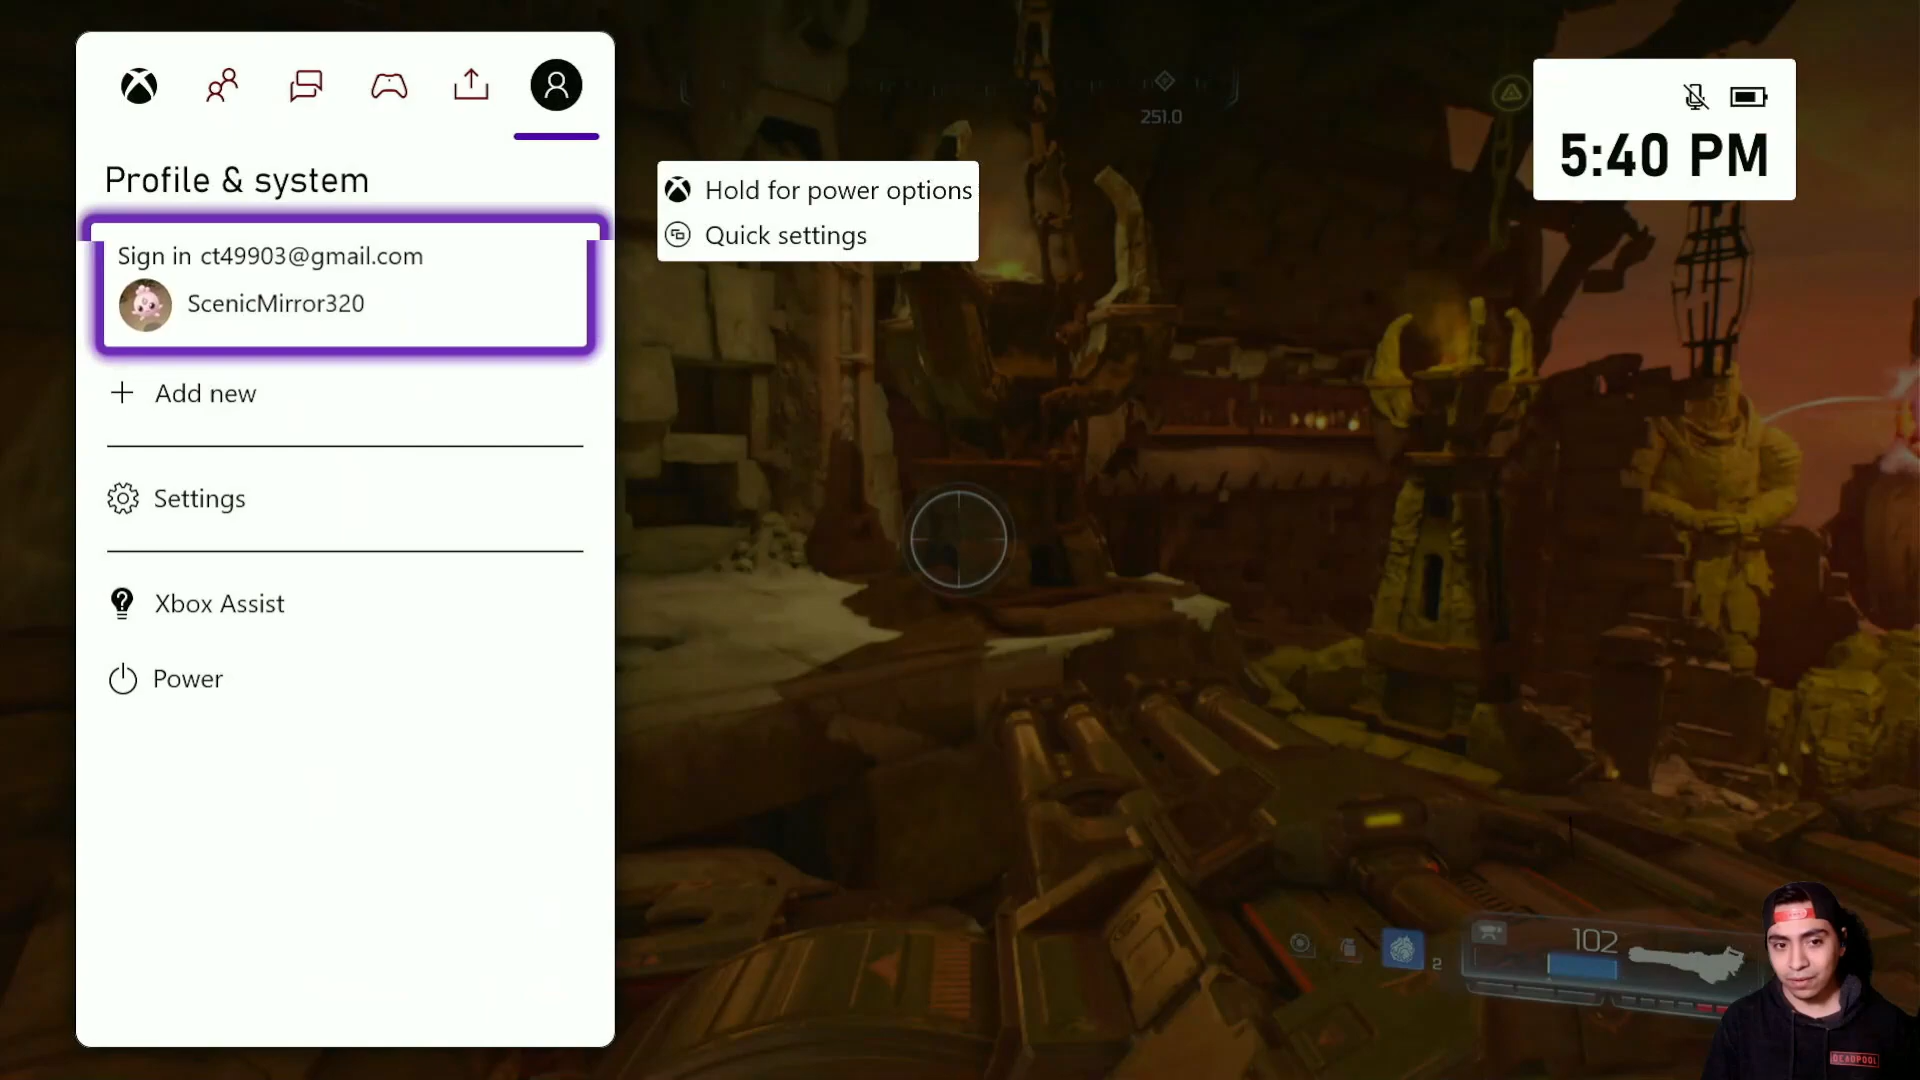 Profile & system
Sign in ct49903@gmail.com
ScenicMirror320
Add new
Settings
Xbox Assist
Power
Hold for power options
Quick settings
251.0
5:40 PM
2
102
DEADPOOL